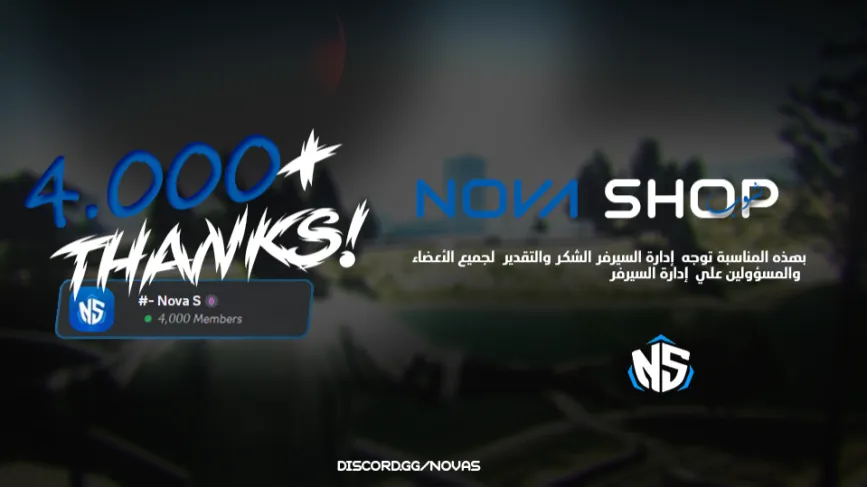 4.000+
THANKS!
#- Nova S
4,000 Members
NS
NOVA SHOP
شوب
بهذه المناسبة توجه إدارة السيرفر الشكر والتقدير لجميع الأعضاء
والمسؤولين علي إدارة السيرفر
NS
DISCORD.GG/NOVAS